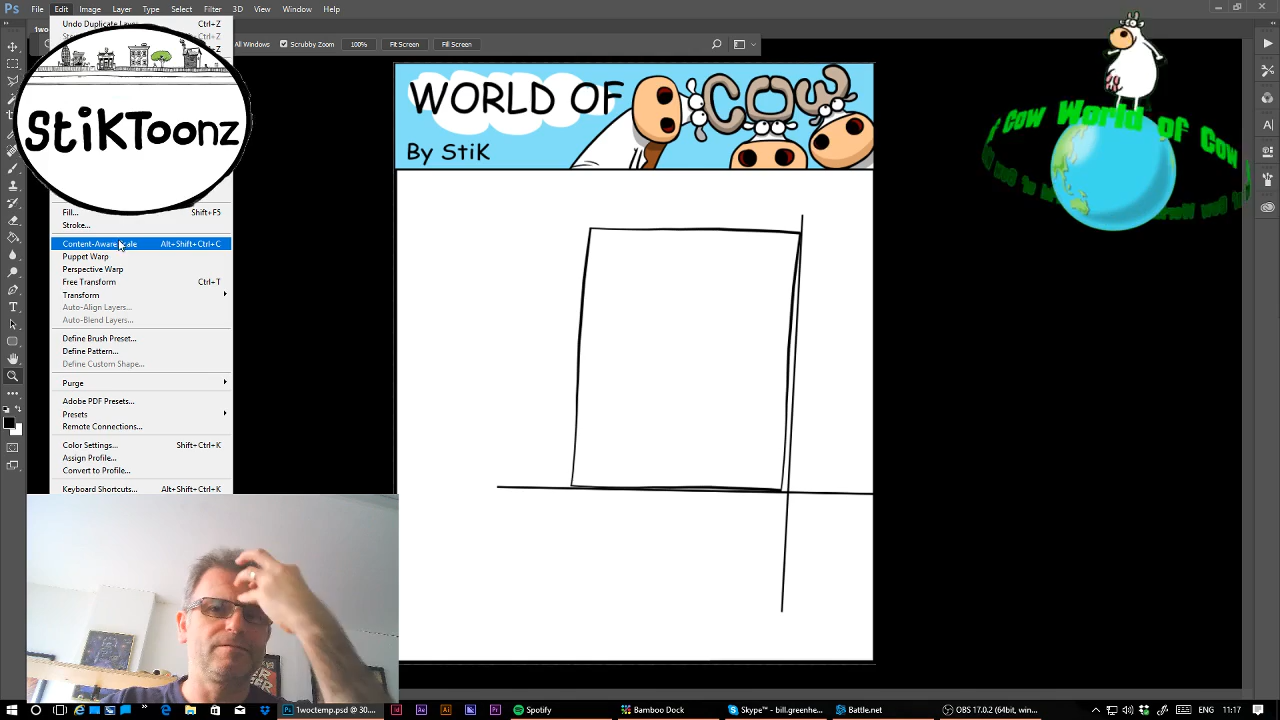 Ps File Edit Image Layer Type Select Filter 3D View Window Help
Undo Duplicate Layer Ctrl+Z
Ctrl+Z
All Windows Scrubby Zoom 100% Fit Screen Fill Screen
StikToonz
Fill... Shift+F5
Stroke...
Content-Aware Scale Alt+Shift+Ctrl+C
Puppet Warp
Perspective Warp
Free Transform Ctrl+T
Transform
Auto-Align Layers...
Auto-Blend Layers...
Define Brush Preset...
Define Pattern...
Define Custom Shape...
Purge
Adobe PDF Presets...
Presets
Remote Connections...
Color Settings... Shift+Ctrl+K
Assign Profile...
Convert to Profile...
Keyboard Shortcuts... Alt+Shift+Ctrl+K
WORLD OF COW
By StiK
of Cow World of Cow
1woctemp.psd @ 30.... Spotify Bamboo Dock Skype™ - bill.greenhe... Battle.net OBS 17.0.2 (64bit, win... ENG 11:17